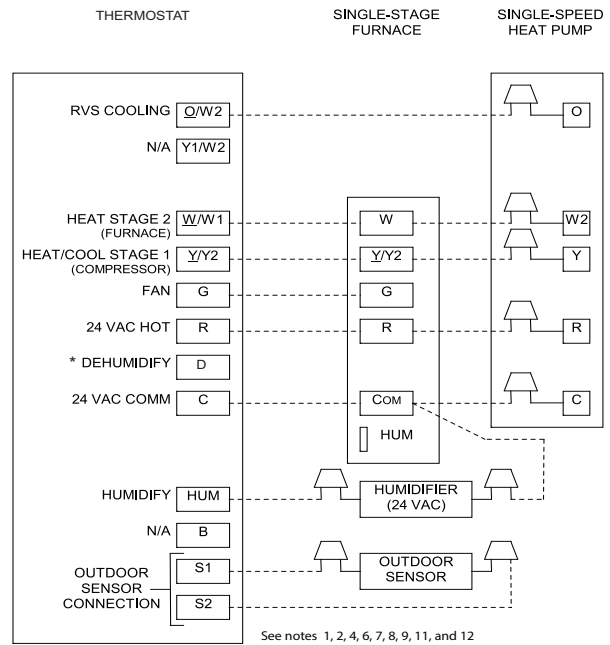 THERMOSTAT
SINGLE-STAGE
FURNACE
SINGLE-SPEED
HEAT PUMP
RVS COOLING O/W2 O
N/A Y1/W2
HEAT STAGE 2 W/W1 W W2
(FURNACE)
HEAT/COOL STAGE 1 Y/Y2 Y/Y2 Y
(COMPRESSOR)
FAN G G
24 VAC HOT R R R
* DEHUMIDIFY D
24 VAC COMM C COM C
HUM
HUMIDIFY HUM HUMIDIFIER
(24 VAC)
N/A B
S1 OUTDOOR
SENSOR
OUTDOOR
SENSOR
CONNECTION
S2
See notes 1, 2, 4, 6, 7, 8, 9, 11, and 12